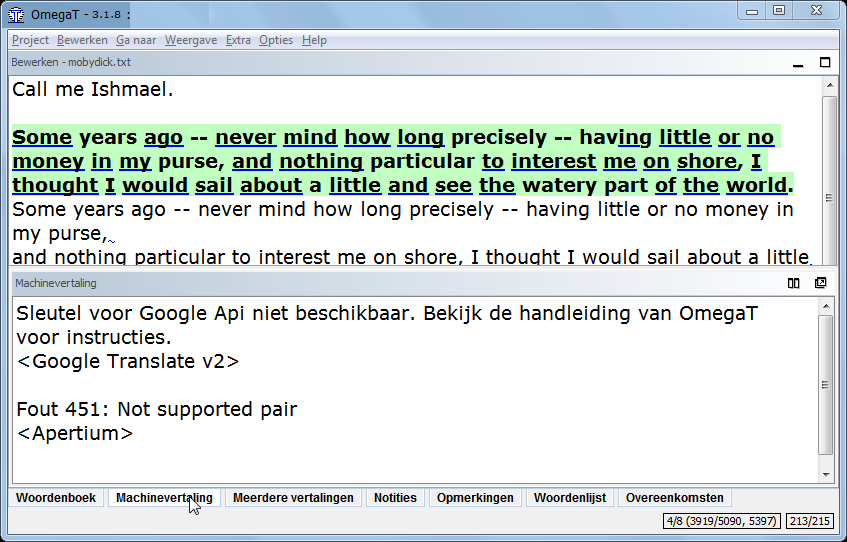 OmegaT - 3.1.8 :
Project Bewerken Ga naar Weergave Extra Opties Help
Bewerken - mobydick.txt
Call me Ishmael.
Some years ago -- never mind how long precisely -- having little or no
money in my purse, and nothing particular to interest me on shore, I
thought I would sail about a little and see the watery part of the world.
Some years ago -- never mind how long precisely -- having little or no money in
my purse,
and nothing particular to interest me on shore, I thought I would sail about a little
Machinevertaling
Sleutel voor Google Api niet beschikbaar. Bekijk de handleiding van OmegaT
voor instructies.
<Google Translate v2>
Fout 451: Not supported pair
<Apertium>
Woordenboek Machinevertaling Meerdere vertalingen Notities Opmerkingen Woordenlijst Overeenkomsten
4/8 (3919/5090, 5397) 213/215